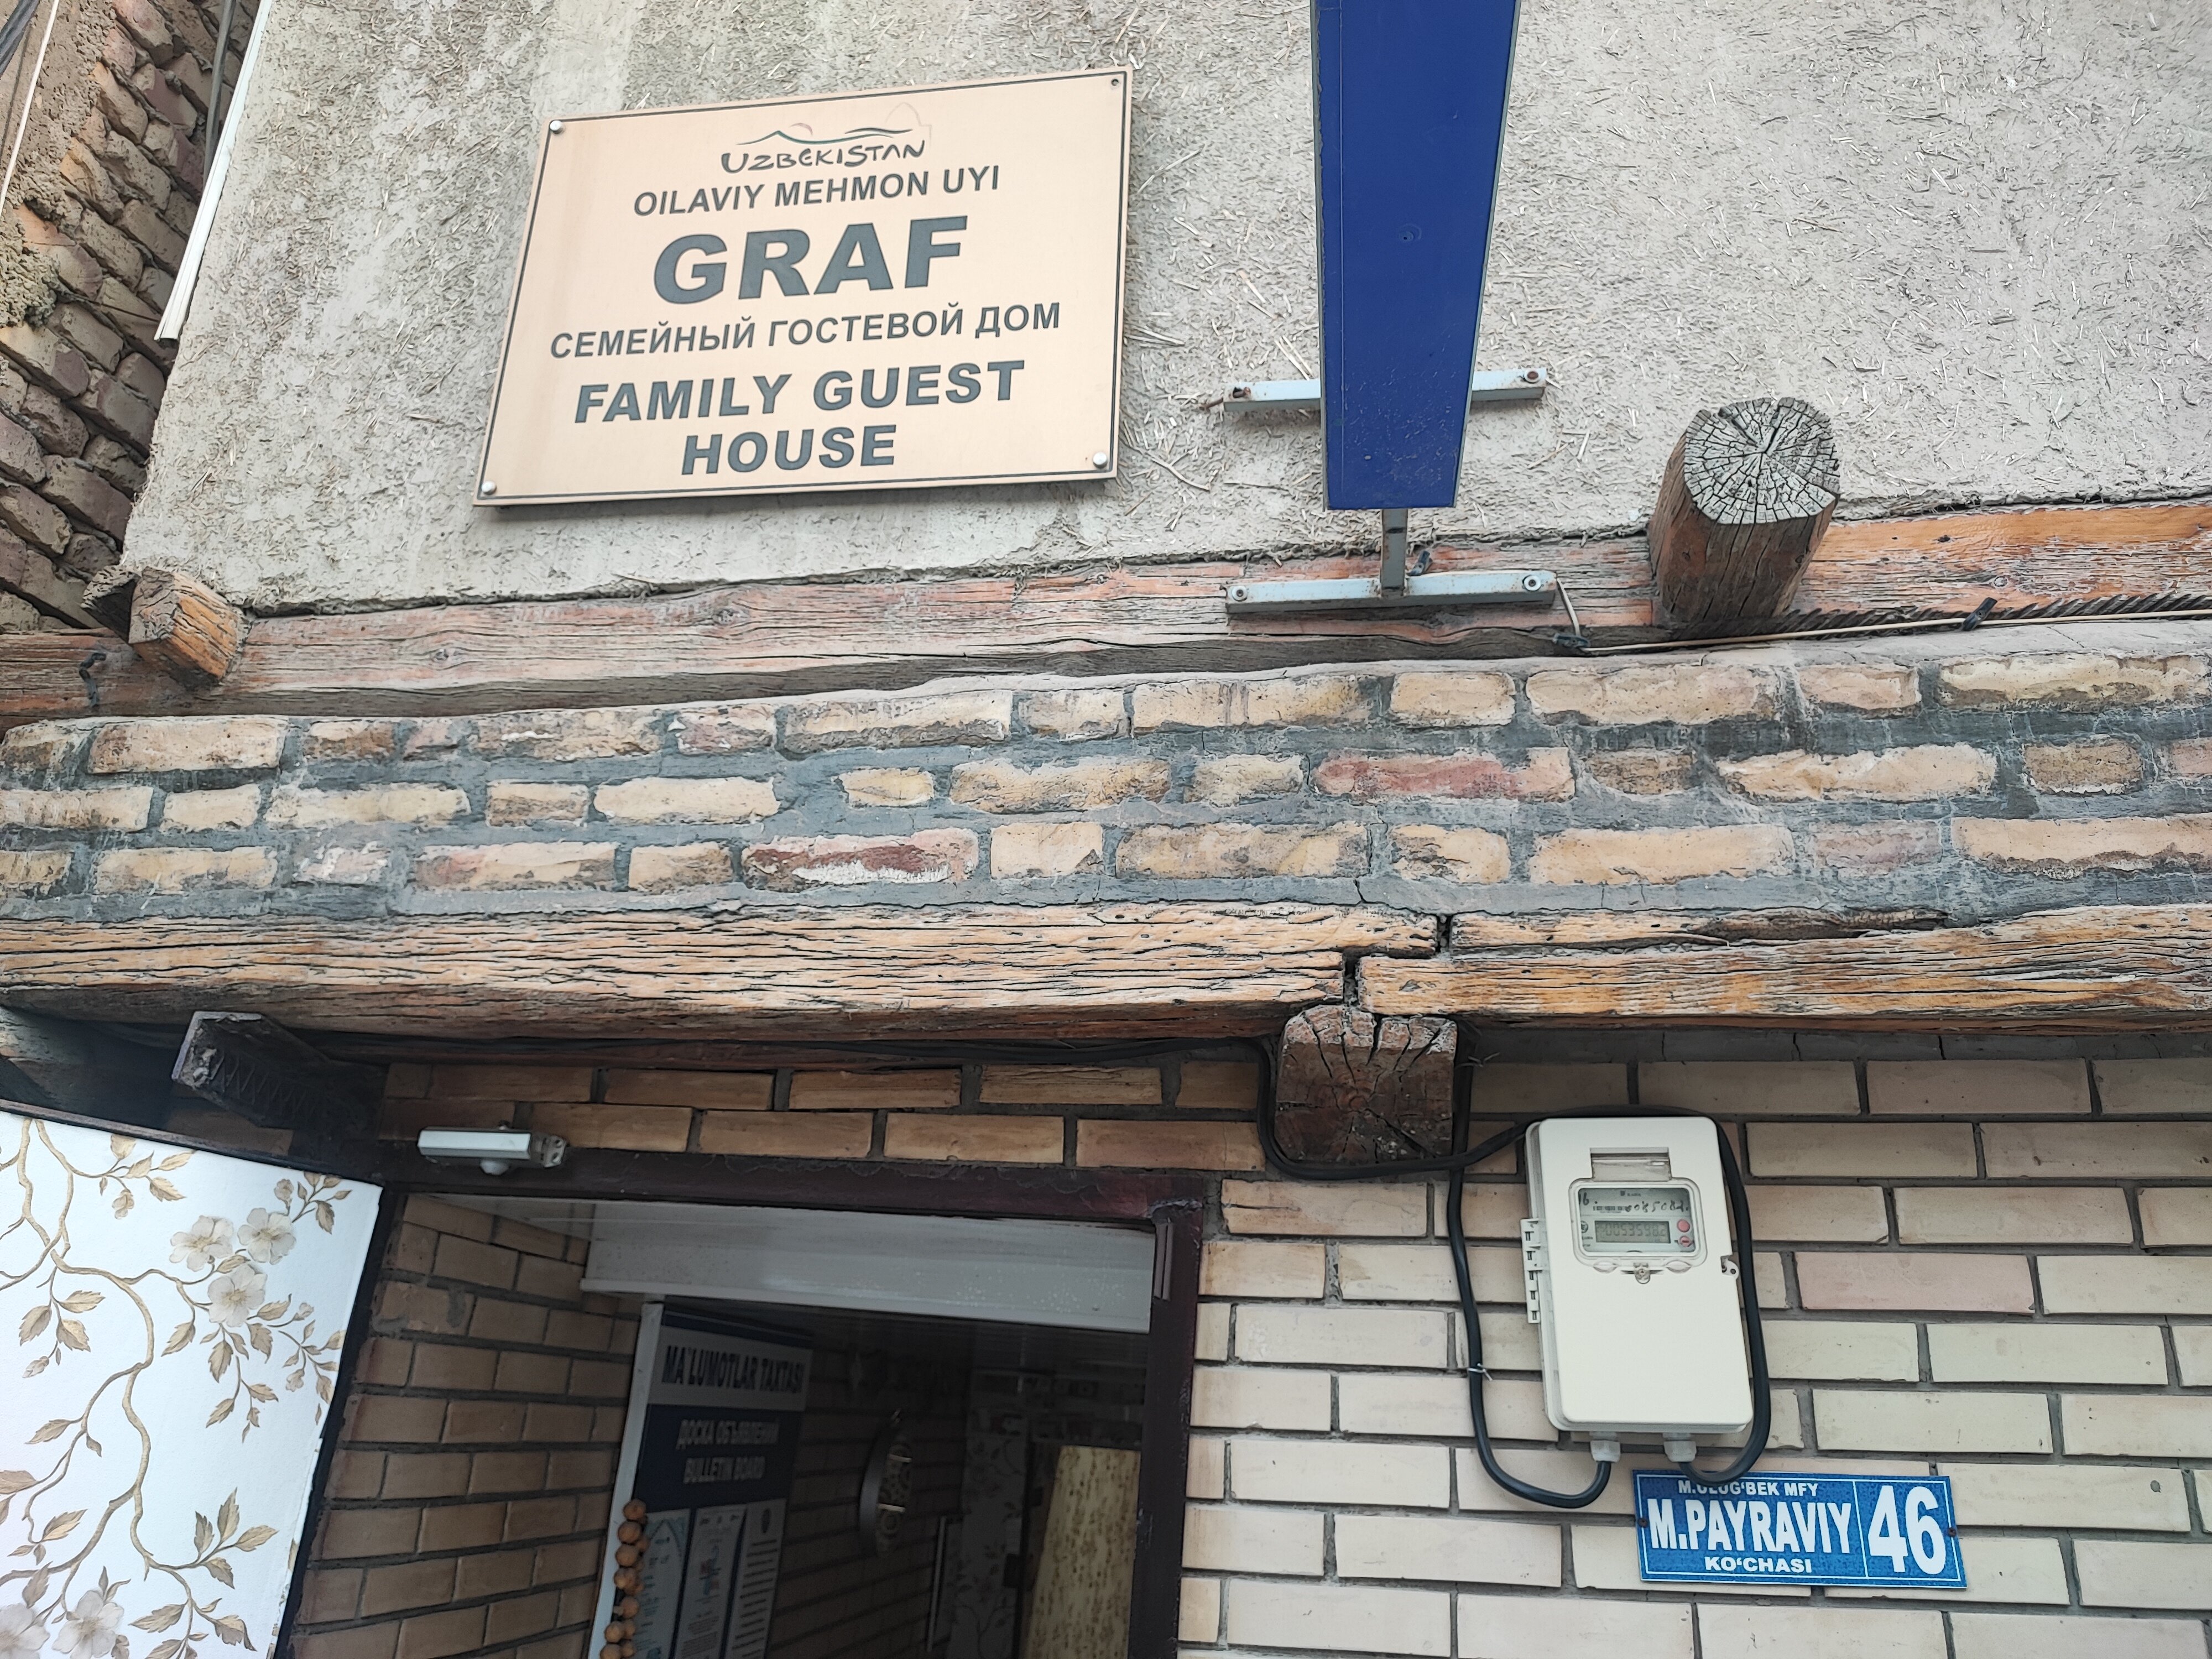 UZBEKISTAN
OILAVIY MEHMON UYI
GRAF
СЕМЕЙНЫЙ ГОСТЕВОЙ ДОМ
FAMILY GUEST
HOUSE
MA'LUMOTLAR TAXTASI
ДОСКА ОБЪЯВЛЕНИЙ
BULLETIN BOARD
M.ULUG'BEK MFY
M.PAYRAVIY 46
KO'CHASI